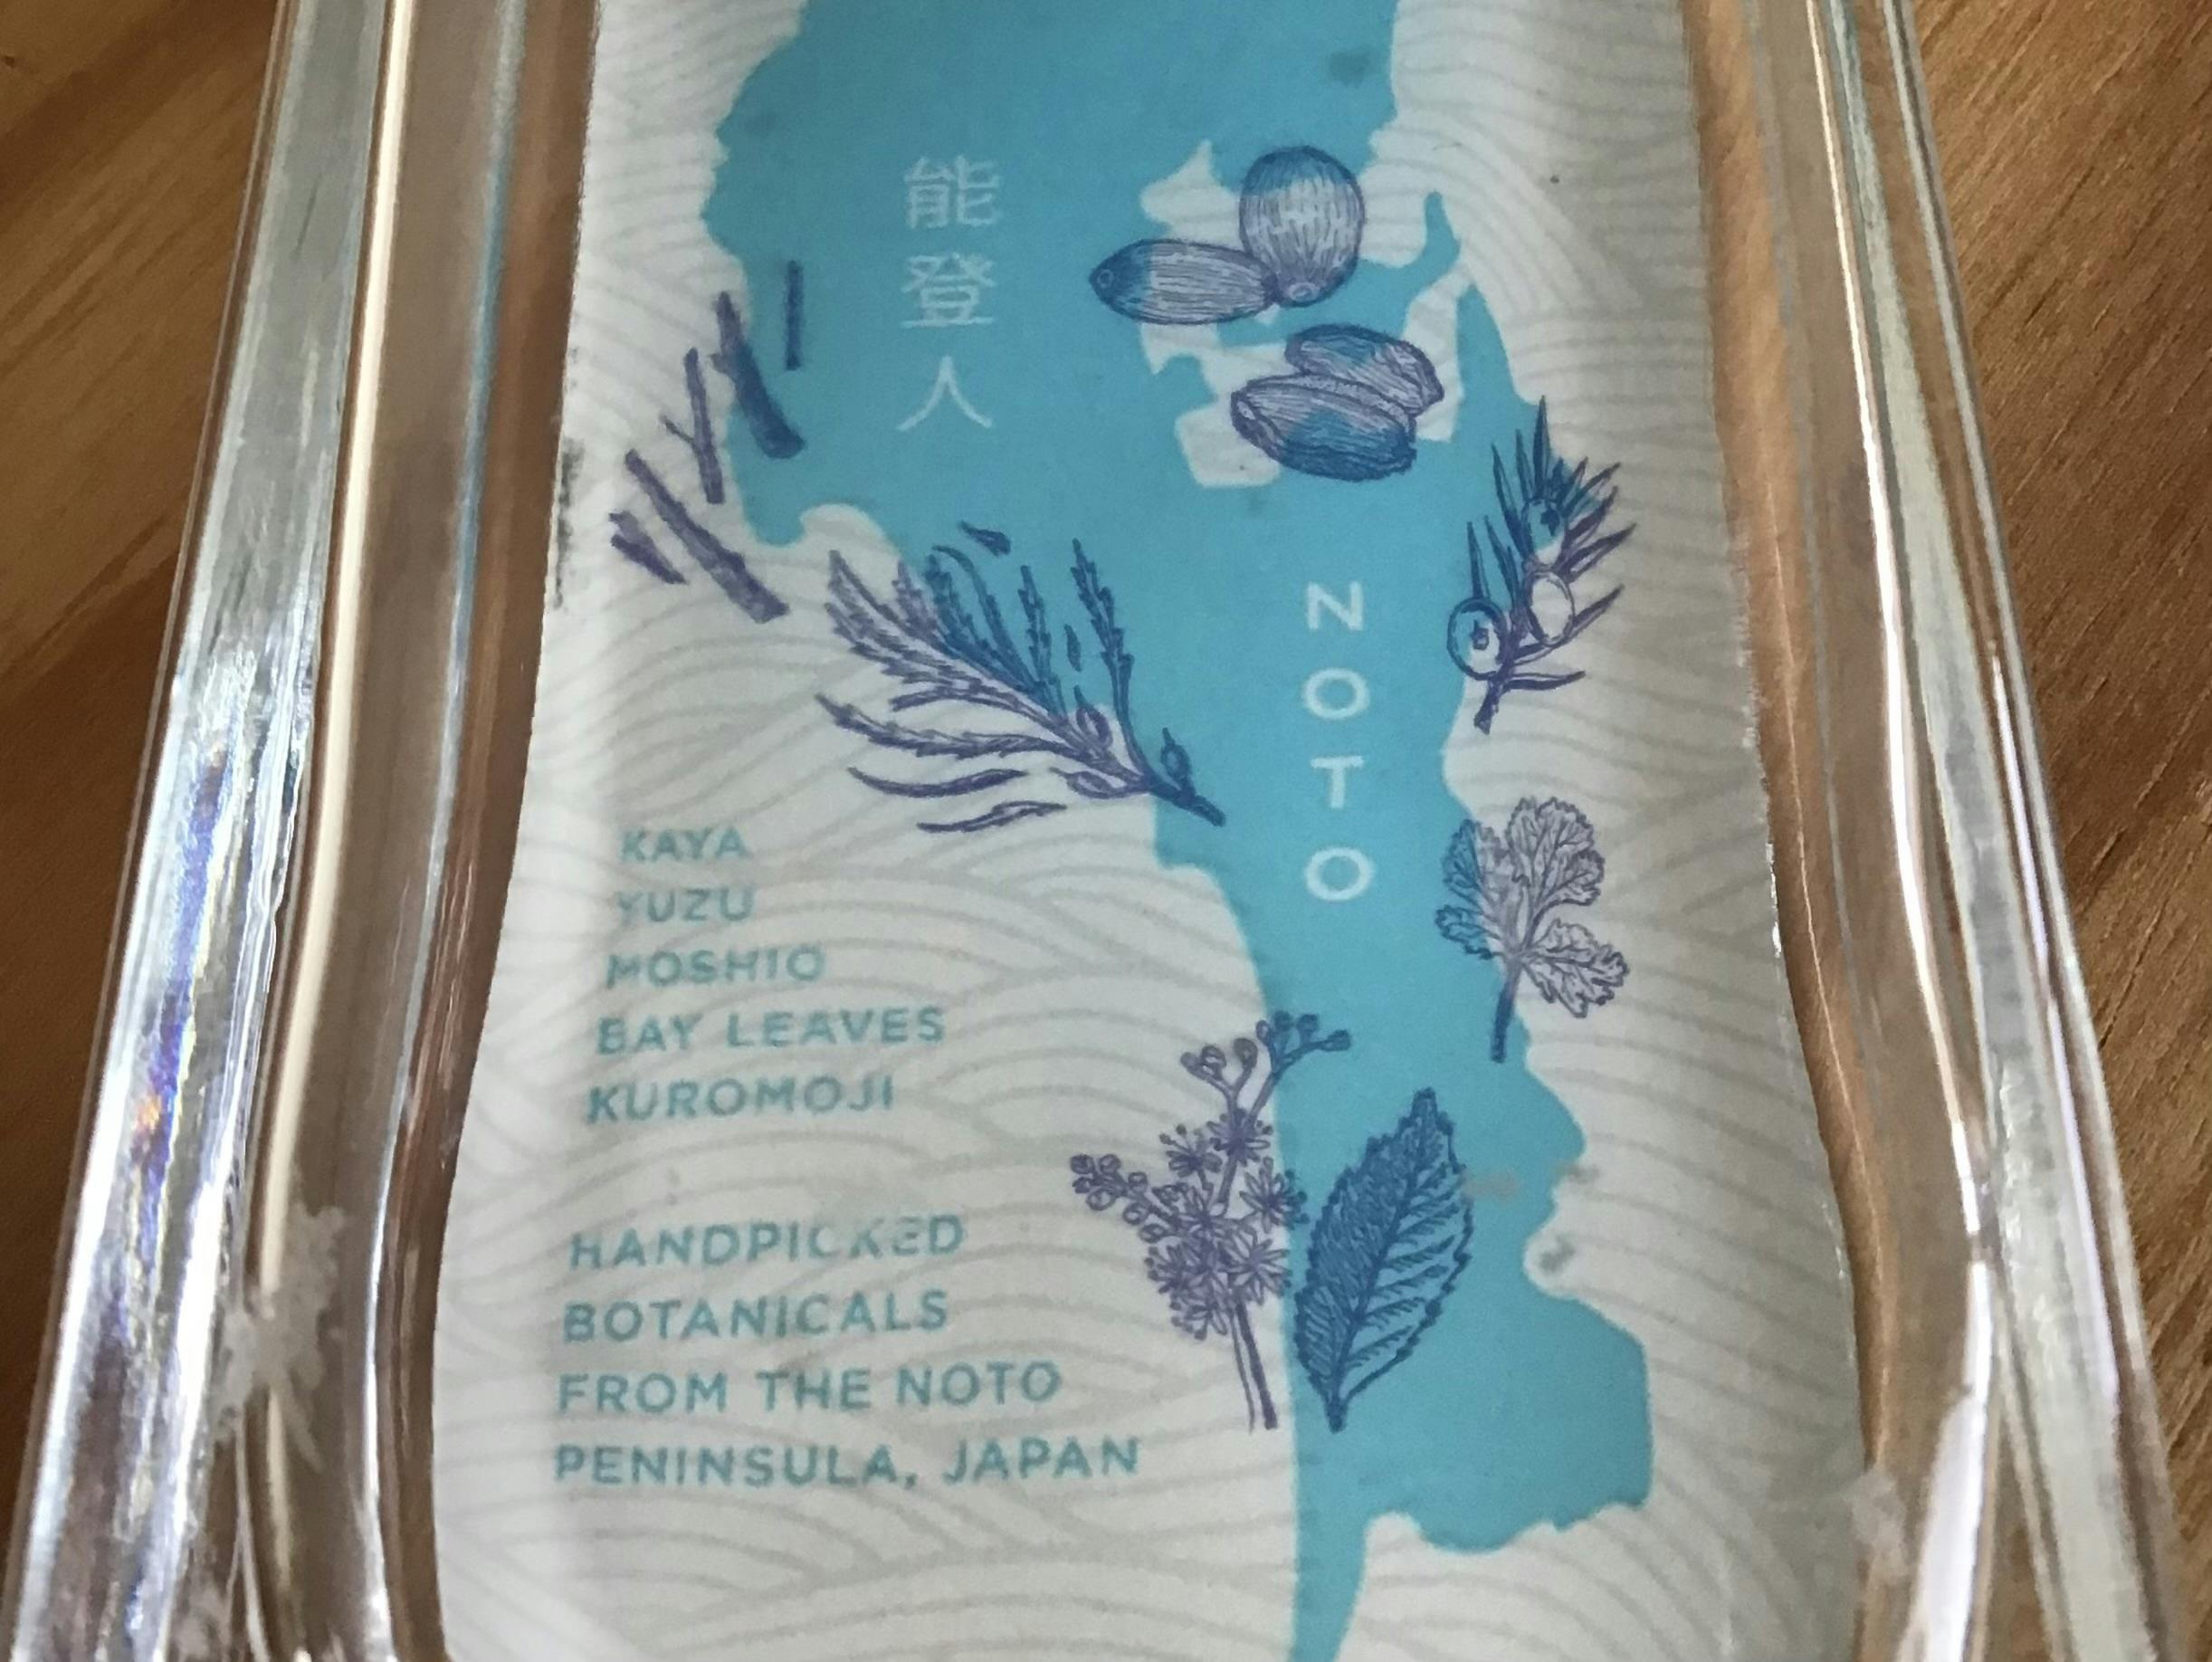 能登人
NOTO
KAYA
YUZU
MOSHIO
BAY LEAVES
KUROMOJI
HANDPICKED
BOTANICALS
FROM THE NOTO
PENINSULA, JAPAN